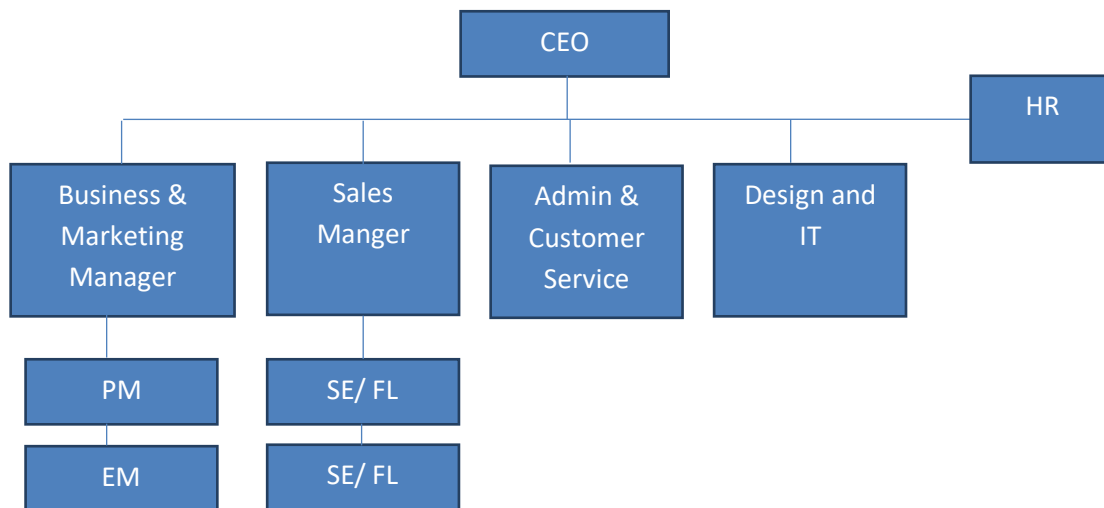 CEO
HR
Business &
Marketing
Manager
Sales
Manger
Admin &
Customer
Service
Design and
IT
PM
SE/ FL
EM
SE/ FL